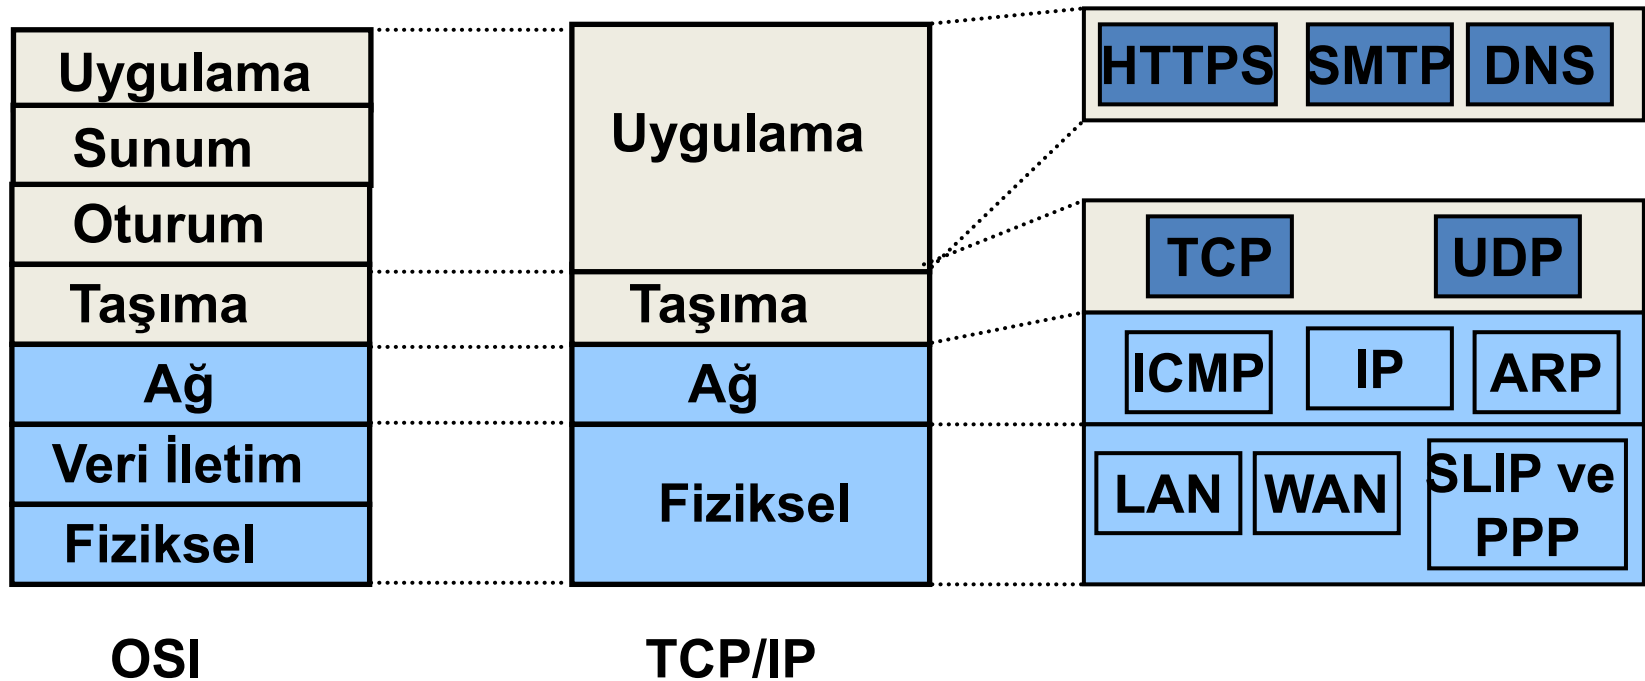 Uygulama
Sunum
Oturum
Taşıma
Ağ
Veri İletim
Fiziksel
OSI
Uygulama
Taşıma
Ağ
Fiziksel
TCP/IP
HTTPS SMTP DNS
TCP UDP
ICMP IP ARP
LAN WAN SLIP ve
PPP